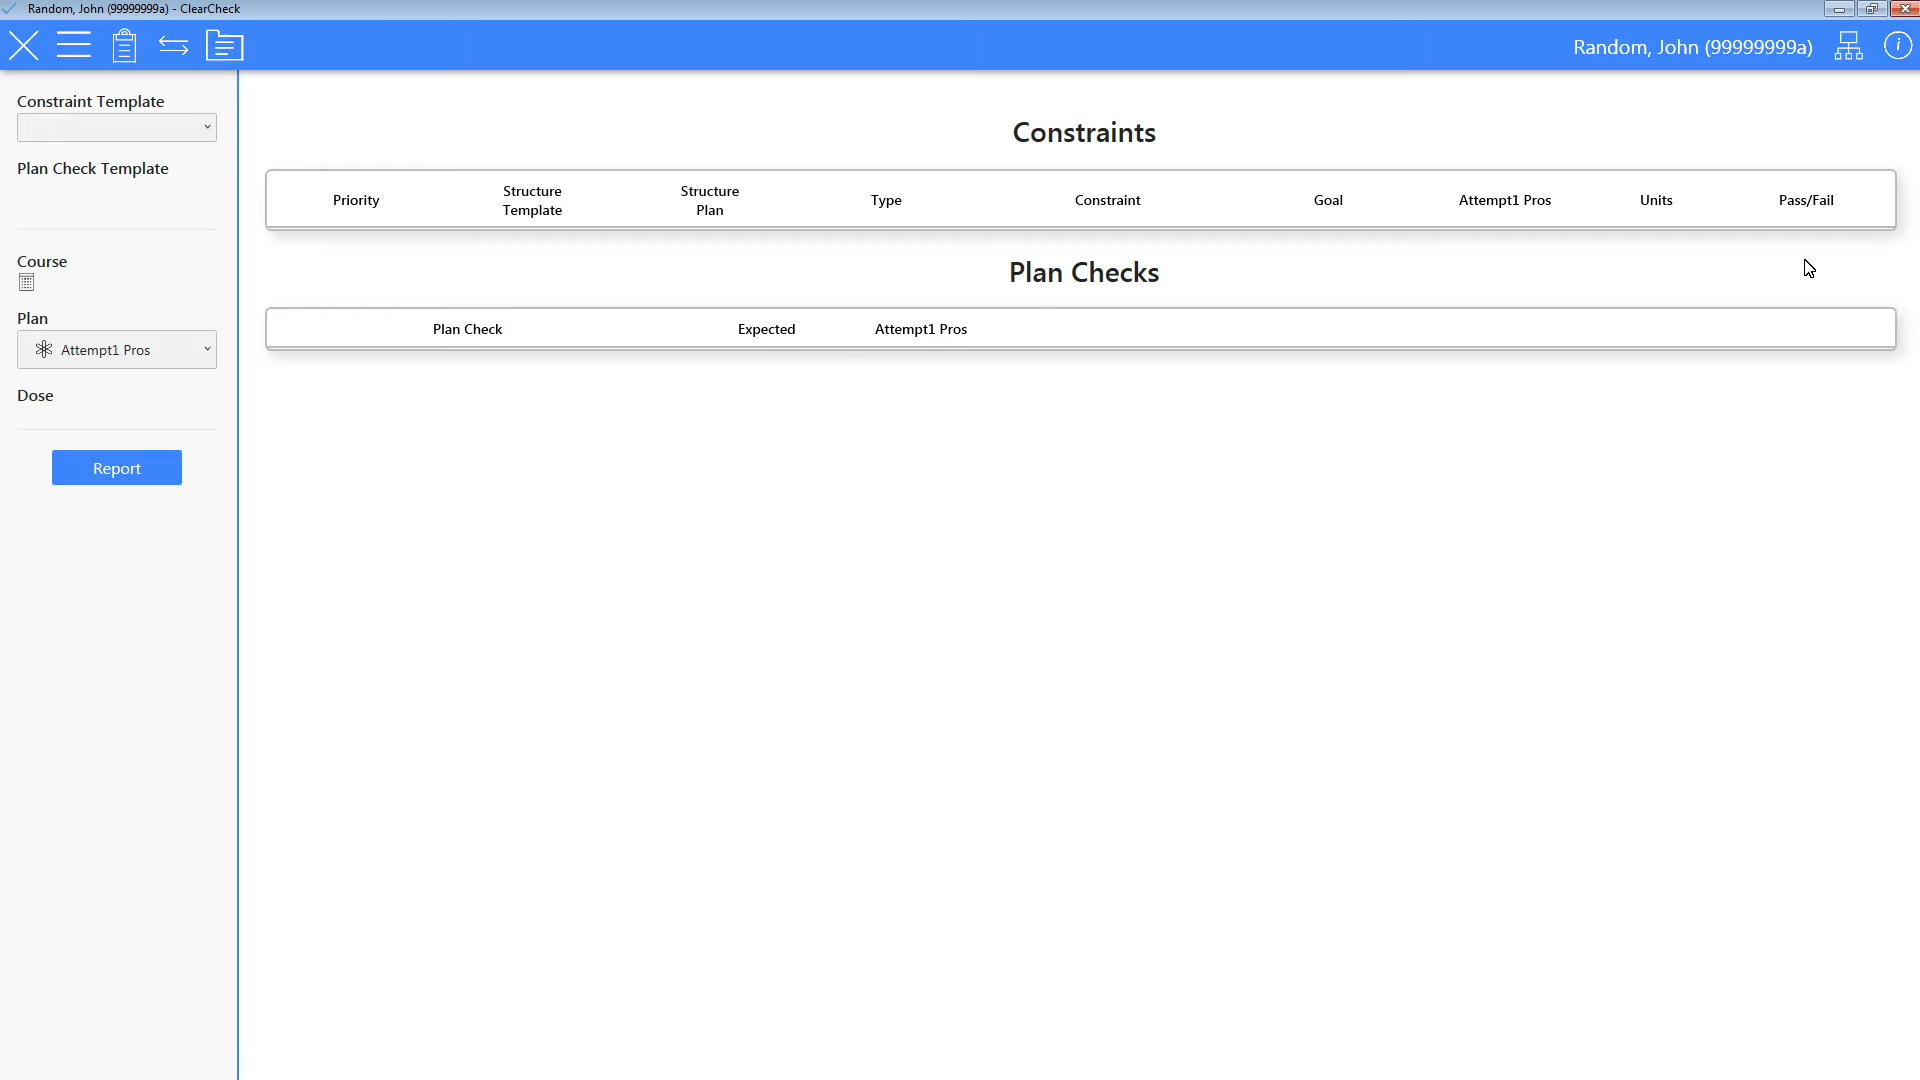 Random, John (99999999a) - ClearCheck
Random, John (99999999a)
Constraint Template
Plan Check Template
Course
Plan
Attempt1 Pros
Dose
Report
Constraints
Priority
Structure
Template
Structure
Plan
Type
Constraint
Goal
Attempt1 Pros
Units
Pass/Fail
Plan Checks
Plan Check
Expected
Attempt1 Pros